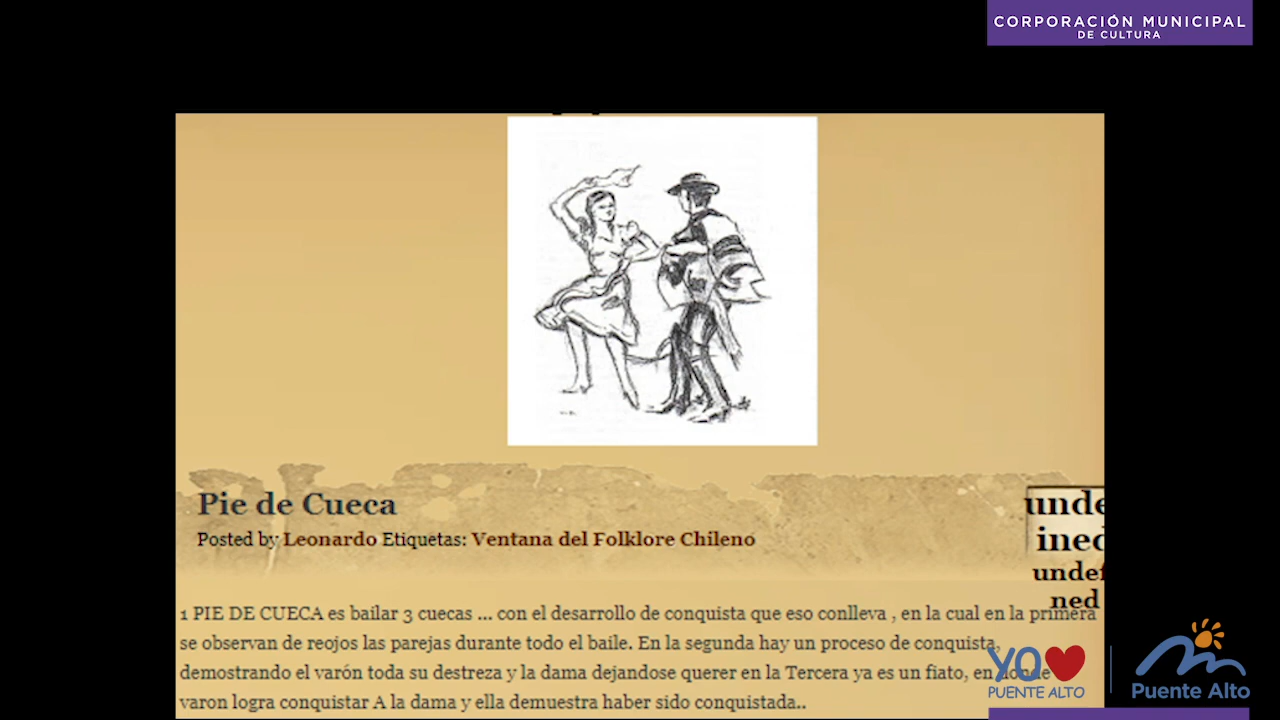 CORPORACIÓN MUNICIPAL
DE CULTURA
Pie de Cueca
Posted by Leonardo Etiquetas: Ventana del Folklore Chileno
unde
ined
undef
ned
1 PIE DE CUECA es bailar 3 cuecas ... con el desarrollo de conquista que eso conlleva , en la cual en la primera
se observan de reojos las parejas durante todo el baile. En la segunda hay un proceso de conquista,
demostrando el varón toda su destreza y la dama dejandose querer en la Tercera ya es un fiato, en
varon logra conquistar A la dama y ella demuestra haber sido conquistada..
YO
PUENTE ALTO
Puente Alto